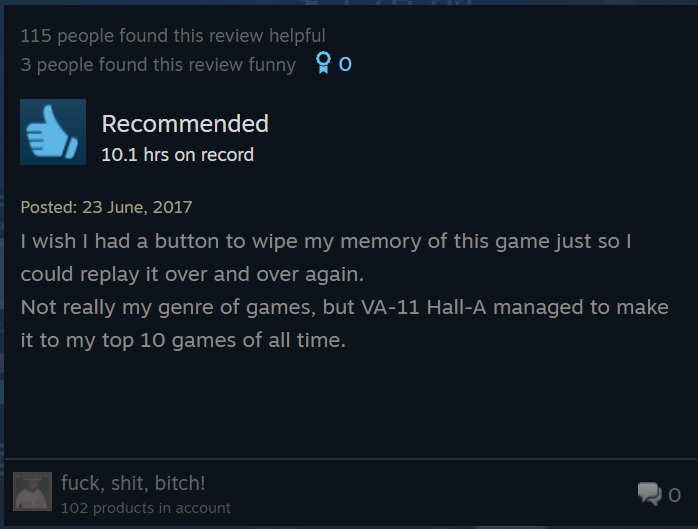 115 people found this review helpful
3 people found this review funny 0
Recommended
10.1 hrs on record
Posted: 23 June, 2017
I wish I had a button to wipe my memory of this game just so I
could replay it over and over again.
Not really my genre of games, but VA-11 Hall-A managed to make
it to my top 10 games of all time.
fuck, shit, bitch!
102 products in account
0